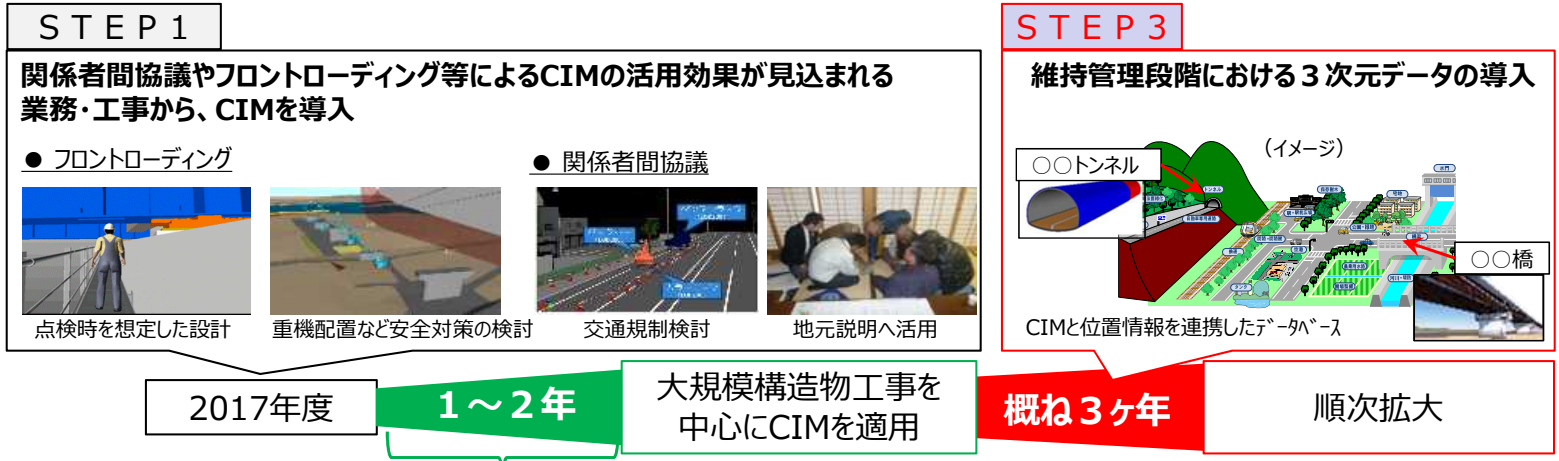 ＳＴＥＰ１
関係者間協議やフロントローディング等によるCIMの活用効果が見込まれる
業務・工事から、CIMを導入
● フロントローディング
点検時を想定した設計
重機配置など安全対策の検討
● 関係者間協議
交通規制検討
地元説明へ活用
ＳＴＥＰ３
維持管理段階における３次元データの導入
（イメージ）
○○トンネル
トンネル
水門
○○橋
CIMと位置情報を連携したﾃﾞｰﾀﾍﾞｰｽ
2017年度
１～２年
大規模構造物工事を
中心にCIMを適用
概ね３ヶ年
順次拡大